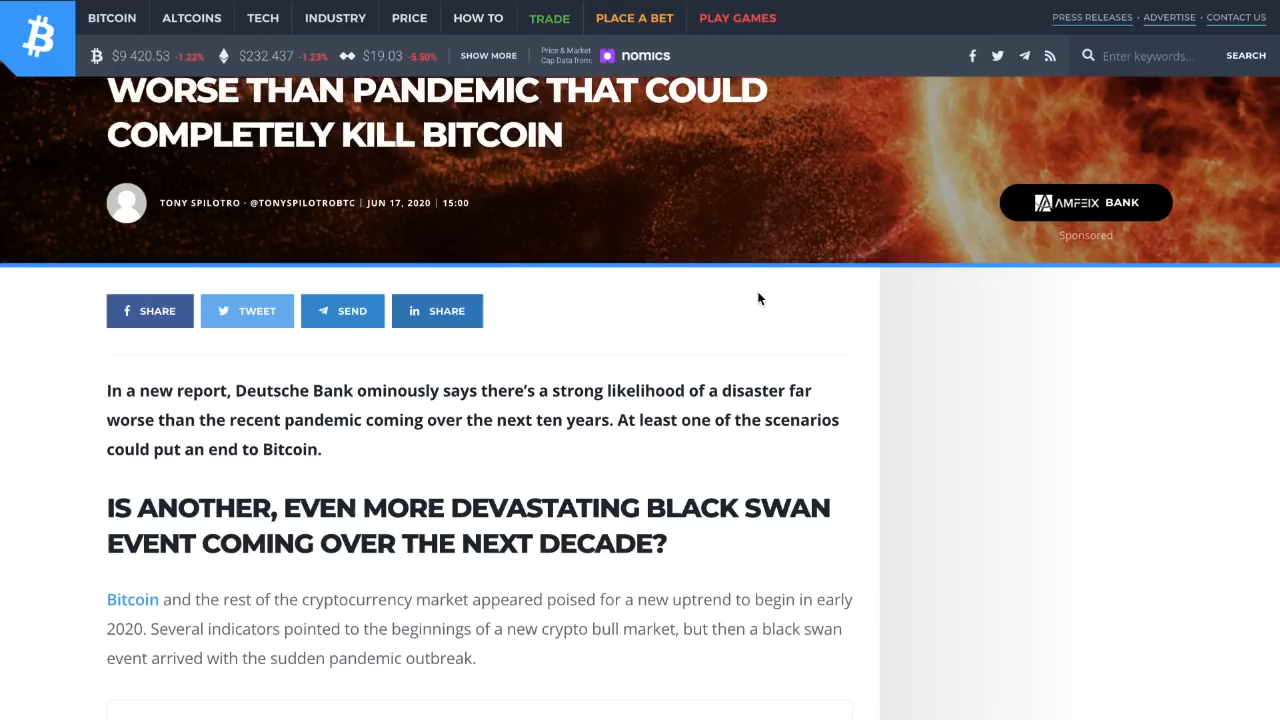 BITCOIN ALTCOINS TECH INDUSTRY PRICE HOW TO TRADE PLACE A BET PLAY GAMES PRESS RELEASES · ADVERTISE · CONTACT US
$9 420.53 -1.22% $232.437 -1.23% $19.03 -5.50% SHOW MORE Price & Market Cap Data from: nomics Enter keywords... SEARCH
WORSE THAN PANDEMIC THAT COULD
COMPLETELY KILL BITCOIN
TONY SPILOTRO · @TONYSPILOTROBTC | JUN 17, 2020 | 15:00
AMFEIX BANK
Sponsored
SHARE TWEET SEND SHARE
In a new report, Deutsche Bank ominously says there’s a strong likelihood of a disaster far
worse than the recent pandemic coming over the next ten years. At least one of the scenarios
could put an end to Bitcoin.
IS ANOTHER, EVEN MORE DEVASTATING BLACK SWAN
EVENT COMING OVER THE NEXT DECADE?
Bitcoin and the rest of the cryptocurrency market appeared poised for a new uptrend to begin in early
2020. Several indicators pointed to the beginnings of a new crypto bull market, but then a black swan
event arrived with the sudden pandemic outbreak.